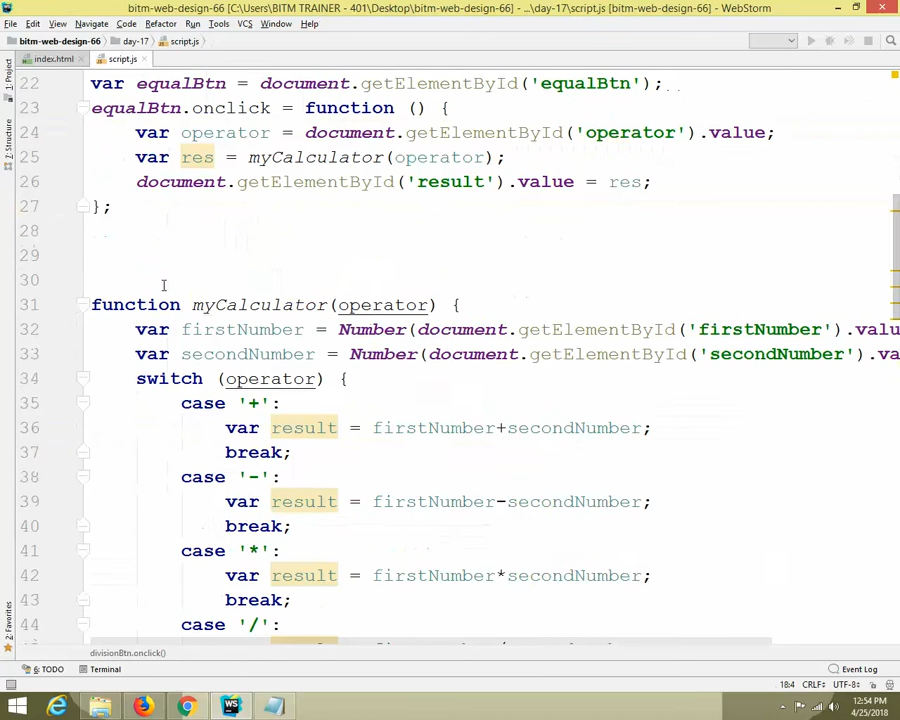 bitm-web-design-66 [C:\Users\BITM TRAINER - 401\Desktop\bitm-web-design-66] - ...\day-17\script.js - WebStorm
File Edit View Navigate Code Refactor Run Tools VCS Window Help
bitm-web-design-66 day-17 script.js
index.html script.js
1: Project
7: Structure
2: Favorites
22 var equalBtn = document.getElementById('equalBtn');
23 equalBtn.onclick = function () {
24 var operator = document.getElementById('operator').value;
25 var res = myCalculator(operator);
26 document.getElementById('result').value = res;
27 };
28
29
30
31 function myCalculator(operator) {
32 var firstNumber = Number(document.getElementById('firstNumber').valu
33 var secondNumber = Number(document.getElementById('secondNumber').va
34 switch (operator) {
35 case '+':
36 var result = firstNumber+secondNumber;
37 break;
38 case '-':
39 var result = firstNumber-secondNumber;
40 break;
41 case '*':
42 var result = firstNumber*secondNumber;
43 break;
44 case '/':
divisionBtn.onclick()
6: TODO Terminal Event Log
18:4 CRLF÷ UTF-8÷
WS 12:54 PM
4/25/2018